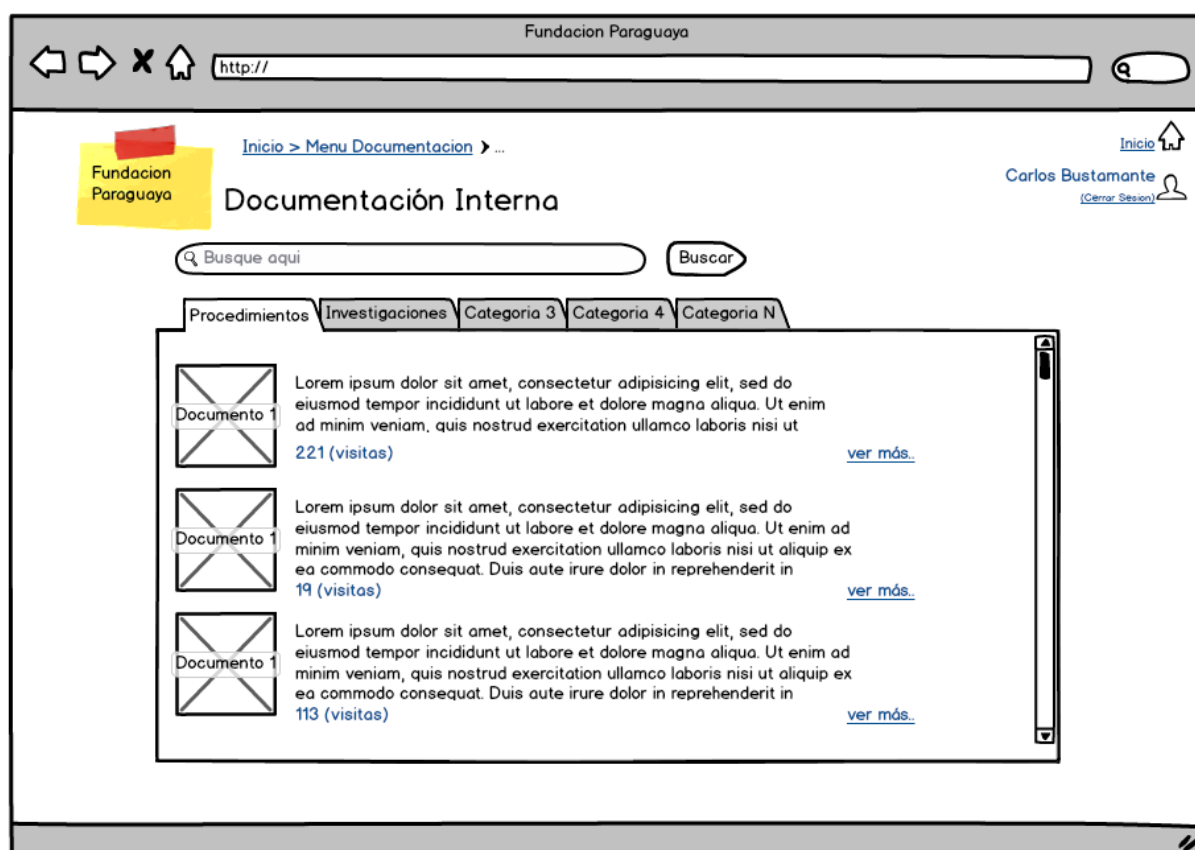 Fundacion Paraguaya
http://
Fundacion
Paraguaya
Inicio > Menu Documentacion ❯ ...
Inicio
Carlos Bustamante
(Cerrar Sesion)
Documentación Interna
Busque aqui
Buscar
Procedimientos Investigaciones Categoria 3 Categoria 4 Categoria N
Documento 1
Lorem ipsum dolor sit amet, consectetur adipisicing elit, sed do
eiusmod tempor incididunt ut labore et dolore magna aliqua. Ut enim
ad minim veniam, quis nostrud exercitation ullamco laboris nisi ut
221 (visitas) ver más..
Documento 1
Lorem ipsum dolor sit amet, consectetur adipisicing elit, sed do
eiusmod tempor incididunt ut labore et dolore magna aliqua. Ut enim ad
minim veniam, quis nostrud exercitation ullamco laboris nisi ut aliquip ex
ea commodo consequat. Duis aute irure dolor in reprehenderit in
19 (visitas) ver más..
Documento 1
Lorem ipsum dolor sit amet, consectetur adipisicing elit, sed do
eiusmod tempor incididunt ut labore et dolore magna aliqua. Ut enim ad
minim veniam, quis nostrud exercitation ullamco laboris nisi ut aliquip ex
ea commodo consequat. Duis aute irure dolor in reprehenderit in
113 (visitas) ver más..